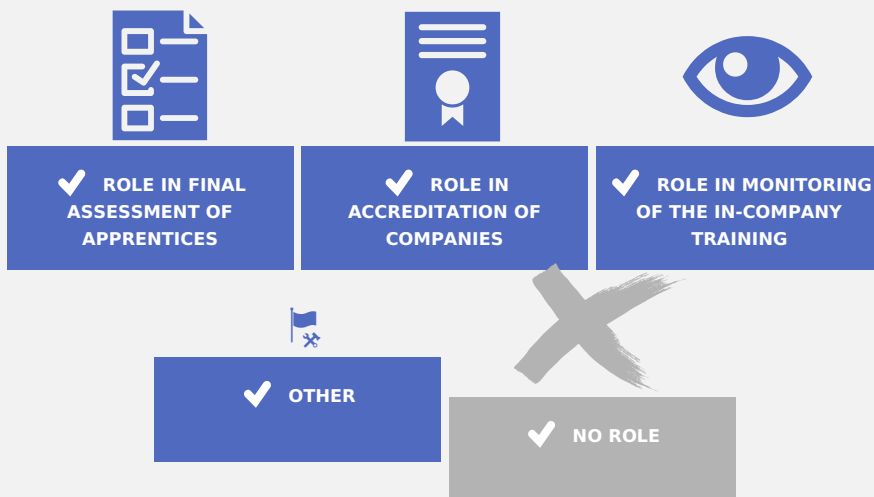 ROLE IN FINAL
ASSESSMENT OF
APPRENTICES
ROLE IN
ACCREDITATION OF
COMPANIES
ROLE IN MONITORING
OF THE IN-COMPANY
TRAINING
OTHER
NO ROLE